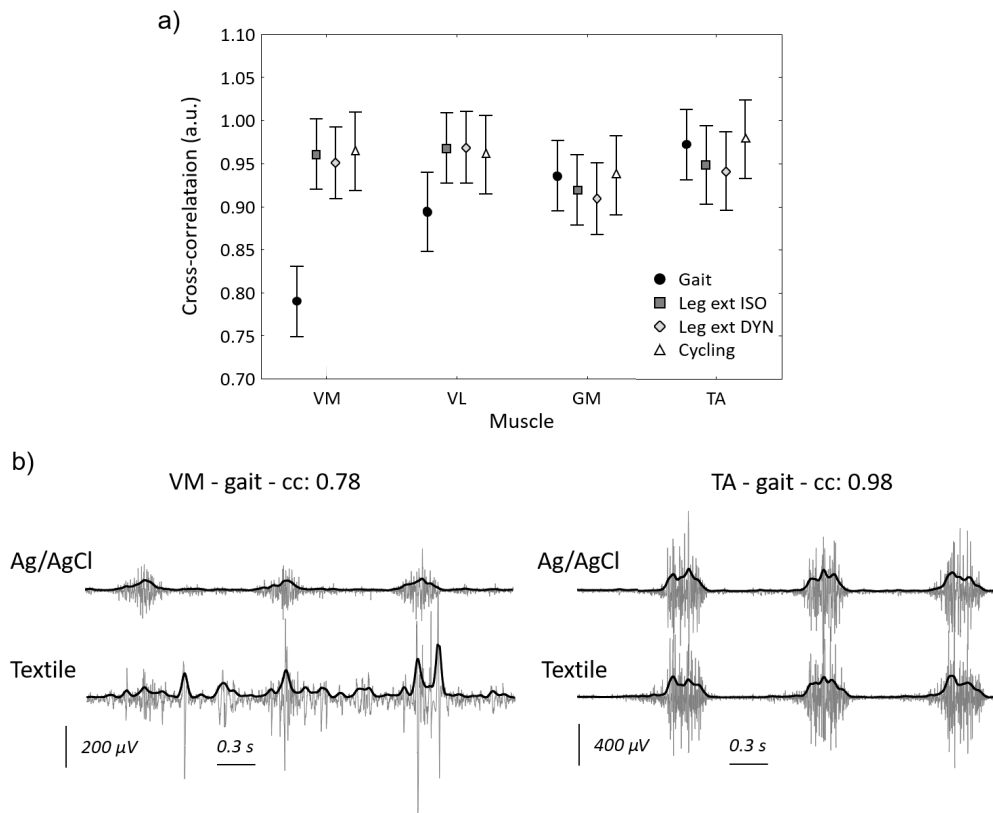 a)
1.10
1.05
1.00
0.95
0.90
0.85
0.80
0.75
0.70
Cross-correlataion (a.u.)
Gait
Leg ext ISO
Leg ext DYN
Cycling
VM VL GM TA
Muscle
b)
VM - gait - cc: 0.78
TA - gait - cc: 0.98
Ag/AgCl
Ag/AgCl
Textile
Textile
200 μV
0.3 s
400 μV
0.3 s